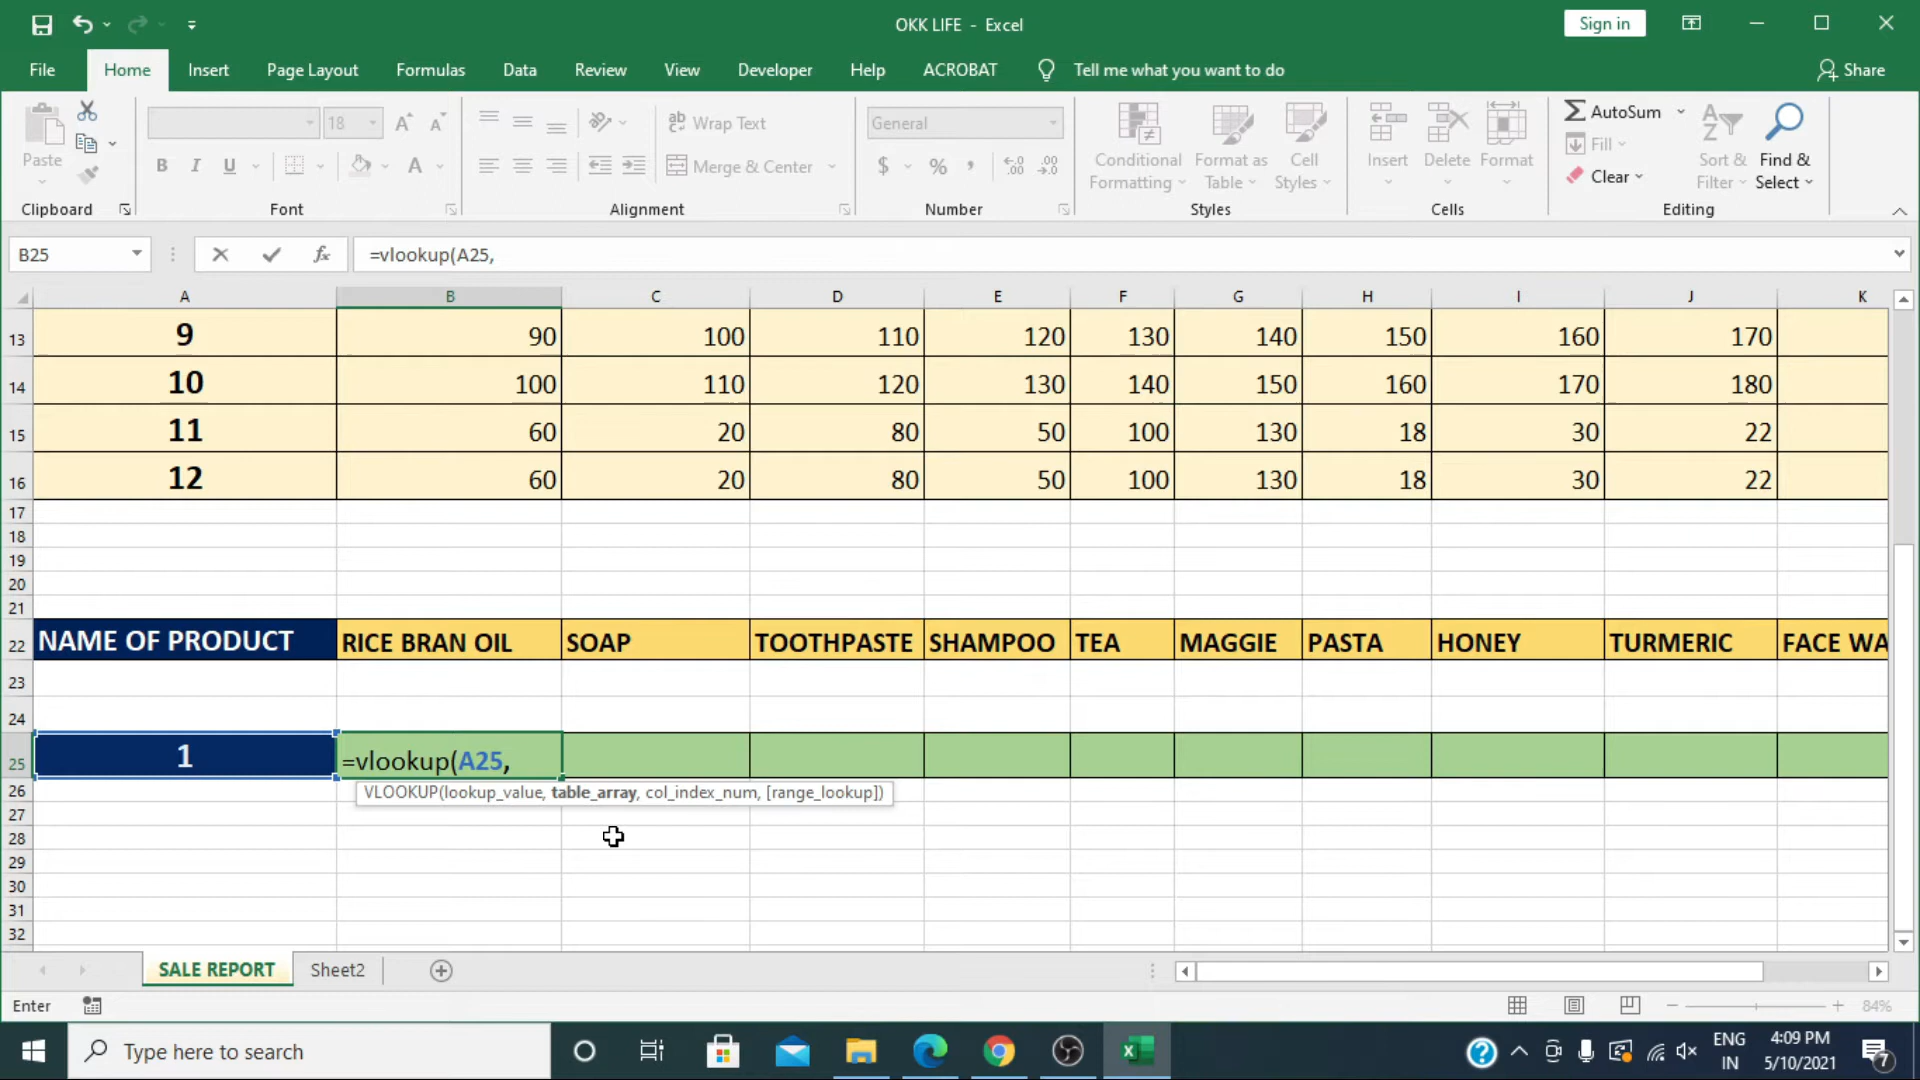 OKK LIFE - Excel
Sign in
File Home Insert Page Layout Formulas Data Review View Developer Help ACROBAT Tell me what you want to do Share
Paste
18
Wrap Text
Merge & Center
General
Conditional Formatting
Format as Table
Cell Styles
Insert
Delete
Format
AutoSum
Fill
Clear
Sort & Filter
Find & Select
Clipboard Font Alignment Number Styles Cells Editing
B25 fx =vlookup(A25,
A B C D E F G H I J K
13 9 90 100 110 120 130 140 150 160 170
14 10 100 110 120 130 140 150 160 170 180
15 11 60 20 80 50 100 130 18 30 22
16 12 60 20 80 50 100 130 18 30 22
17
18
19
20
21
22 NAME OF PRODUCT RICE BRAN OIL SOAP TOOTHPASTE SHAMPOO TEA MAGGIE PASTA HONEY TURMERIC FACE WA
23
24
25 1 =vlookup(A25,
26 VLOOKUP(lookup_value, table_array, col_index_num, [range_lookup])
27
28
29
30
31
32
SALE REPORT Sheet2
Enter 84%
Type here to search
ENG
IN
4:09 PM
5/10/2021
7